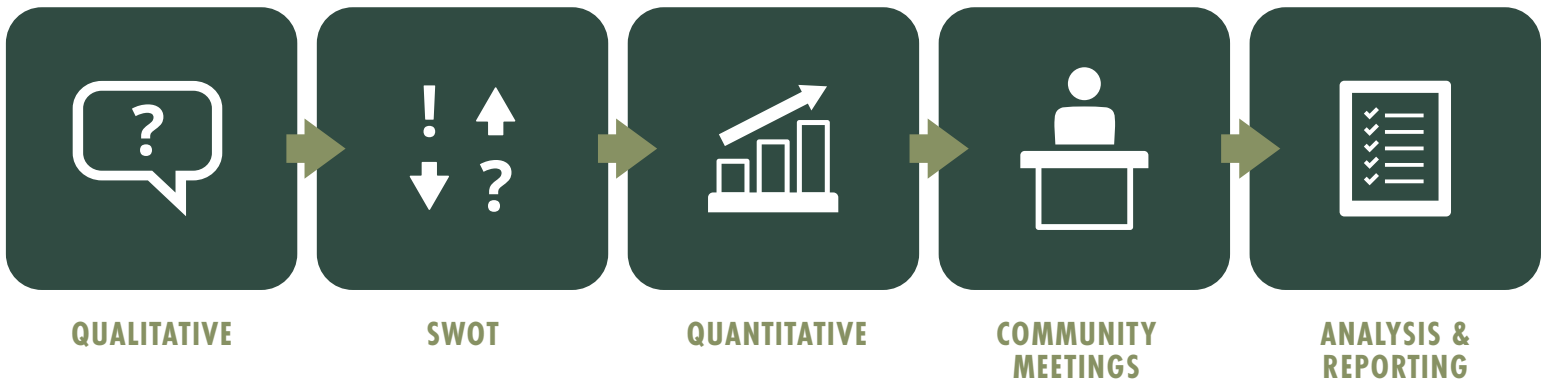 ?
!
?
QUALITATIVE
SWOT
QUANTITATIVE
COMMUNITY
MEETINGS
ANALYSIS &
REPORTING